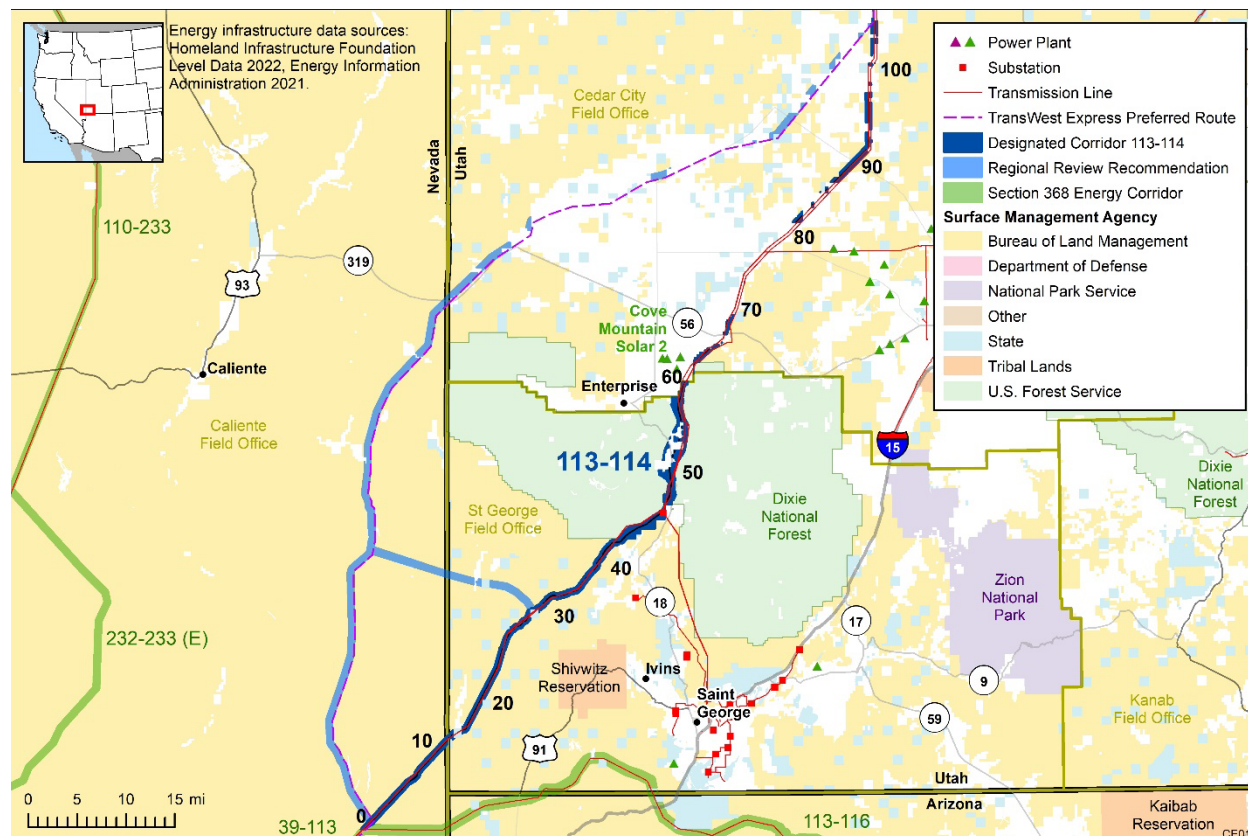 Energy infrastructure data sources:
Homeland Infrastructure Foundation
Level Data 2022, Energy Information
Administration 2021.
Power Plant
Substation
Transmission Line
TransWest Express Preferred Route
Designated Corridor 113-114
Regional Review Recommendation
Section 368 Energy Corridor
Surface Management Agency
Bureau of Land Management
Department of Defense
National Park Service
Other
State
Tribal Lands
U.S. Forest Service
Cedar City
Field Office
Nevada
Utah
100
90
80
70
60
50
40
30
20
10
0
110-233
93
319
56
Cove
Mountain
Solar 2
Caliente
Enterprise
Caliente
Field Office
113-114
15
St George
Field Office
Dixie
National
Forest
Dixie
National
Forest
Zion
National
Park
232-233 (E)
18
17
Shivwitz
Reservation
Ivins
9
Saint
George
59
Kanab
Field Office
91
Utah
Arizona
0 5 10 15 mi
39-113
113-116
Kaibab
Reservation